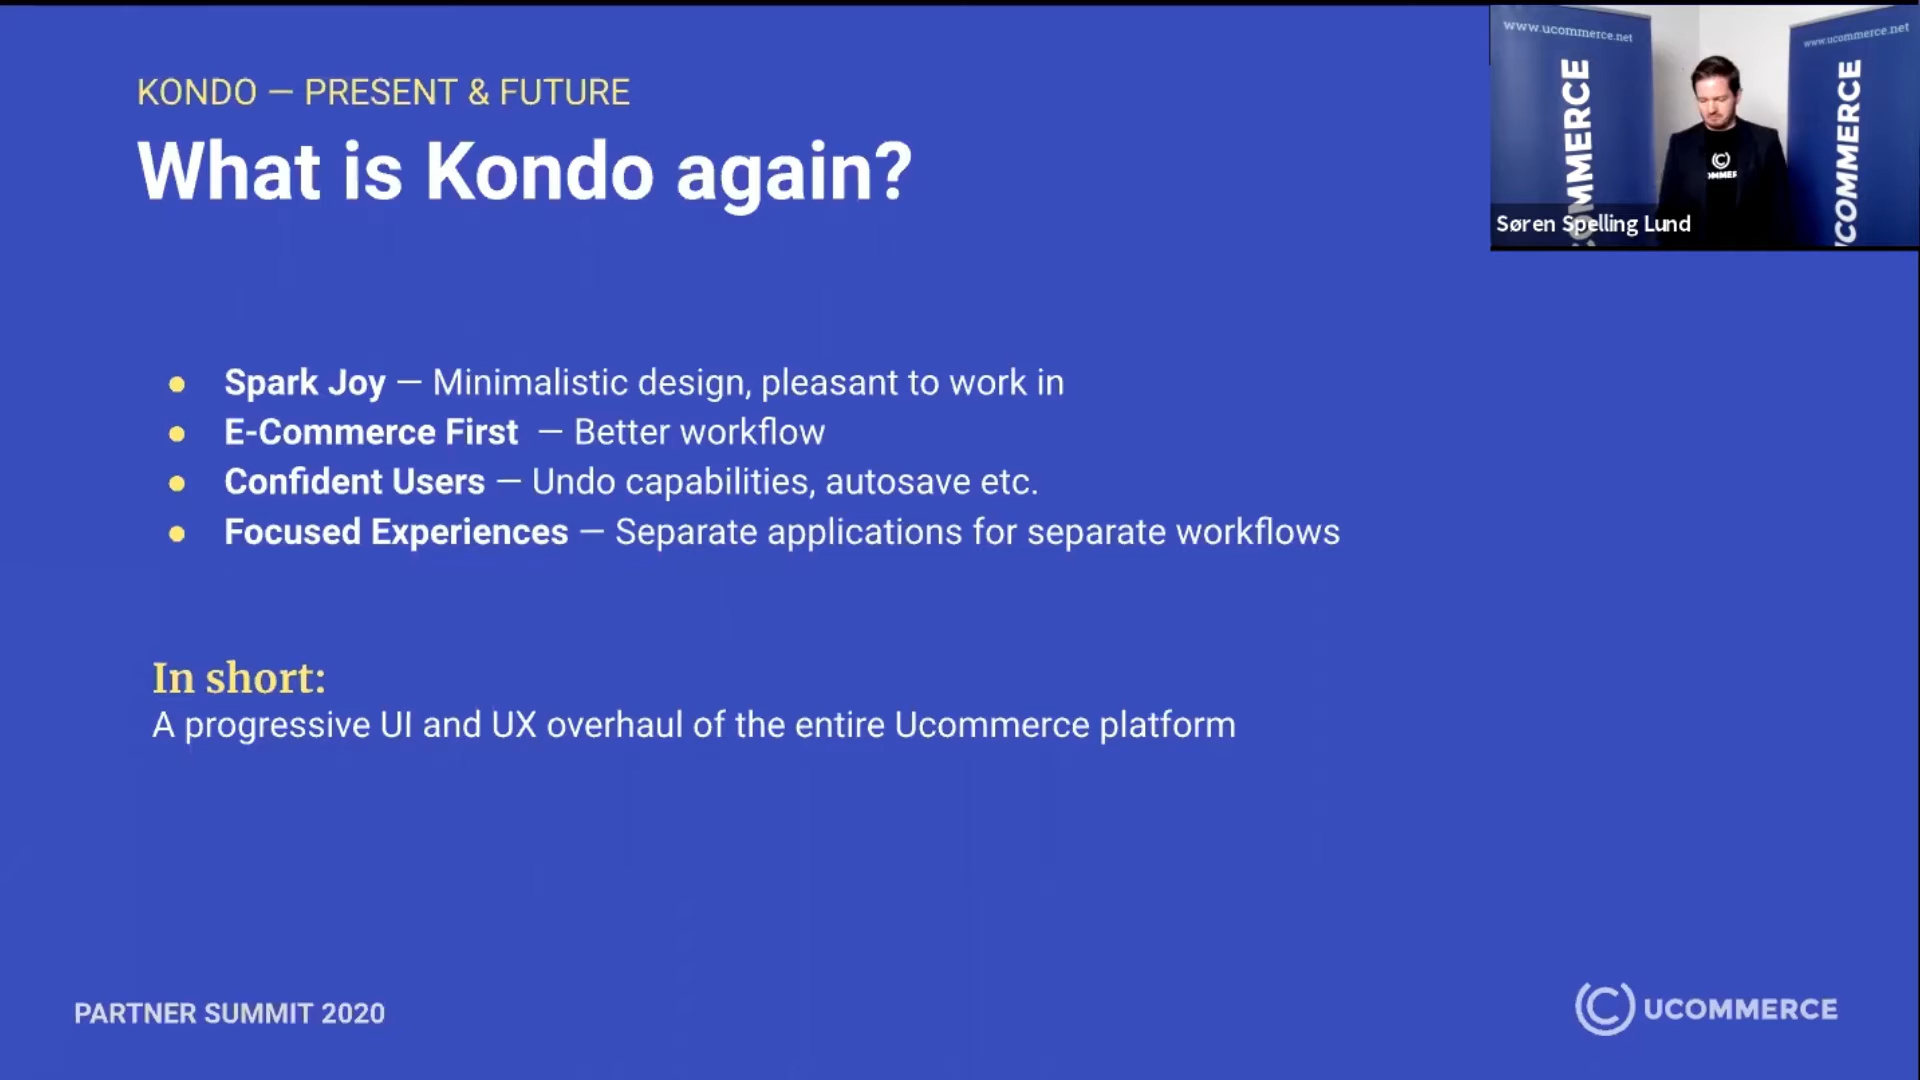 KONDO — PRESENT & FUTURE
What is Kondo again?
Spark Joy — Minimalistic design, pleasant to work in
E-Commerce First — Better workflow
Confident Users — Undo capabilities, autosave etc.
Focused Experiences — Separate applications for separate workflows
In short:
A progressive UI and UX overhaul of the entire Ucommerce platform
PARTNER SUMMIT 2020
UCOMMERCE
www.ucommerce.net
OMMERCE
www.ucommerce.net
UCOMMERCE
OMMER
Søren Spelling Lund